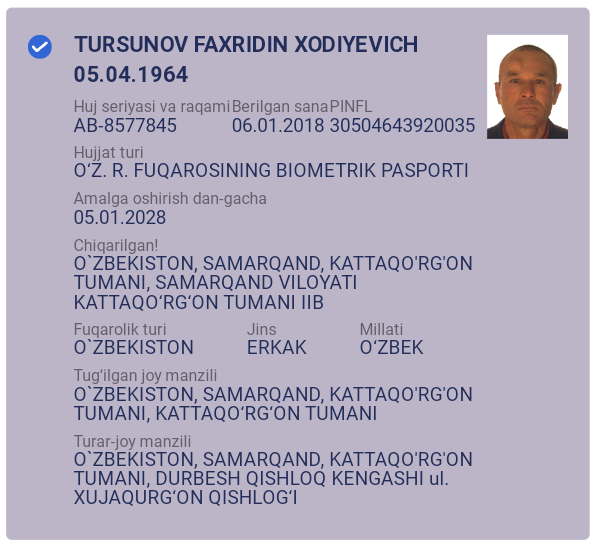 TURSUNOV FAXRIDIN XODIYEVICH
05.04.1964
Huj seriyasi va raqami Berilgan sana PINFL
AB-8577845 06.01.2018 30504643920035
Hujjat turi
O‘Z. R. FUQAROSINING BIOMETRIK PASPORTI
Amalga oshirish dan-gacha
05.01.2028
Chiqarilgan!
O`ZBEKISTON, SAMARQAND, KATTAQO'RG'ON
TUMANI, SAMARQAND VILOYATI
KATTAQO‘RG‘ON TUMANI IIB
Fuqarolik turi Jins Millati
O`ZBEKISTON ERKAK O‘ZBEK
Tug‘ilgan joy manzili
O`ZBEKISTON, SAMARQAND, KATTAQO'RG'ON
TUMANI, KATTAQO‘RG‘ON TUMANI
Turar-joy manzili
O`ZBEKISTON, SAMARQAND, KATTAQO'RG'ON
TUMANI, DURBESH QISHLOQ KENGASHI ul.
XUJAQURG‘ON QISHLOG‘I